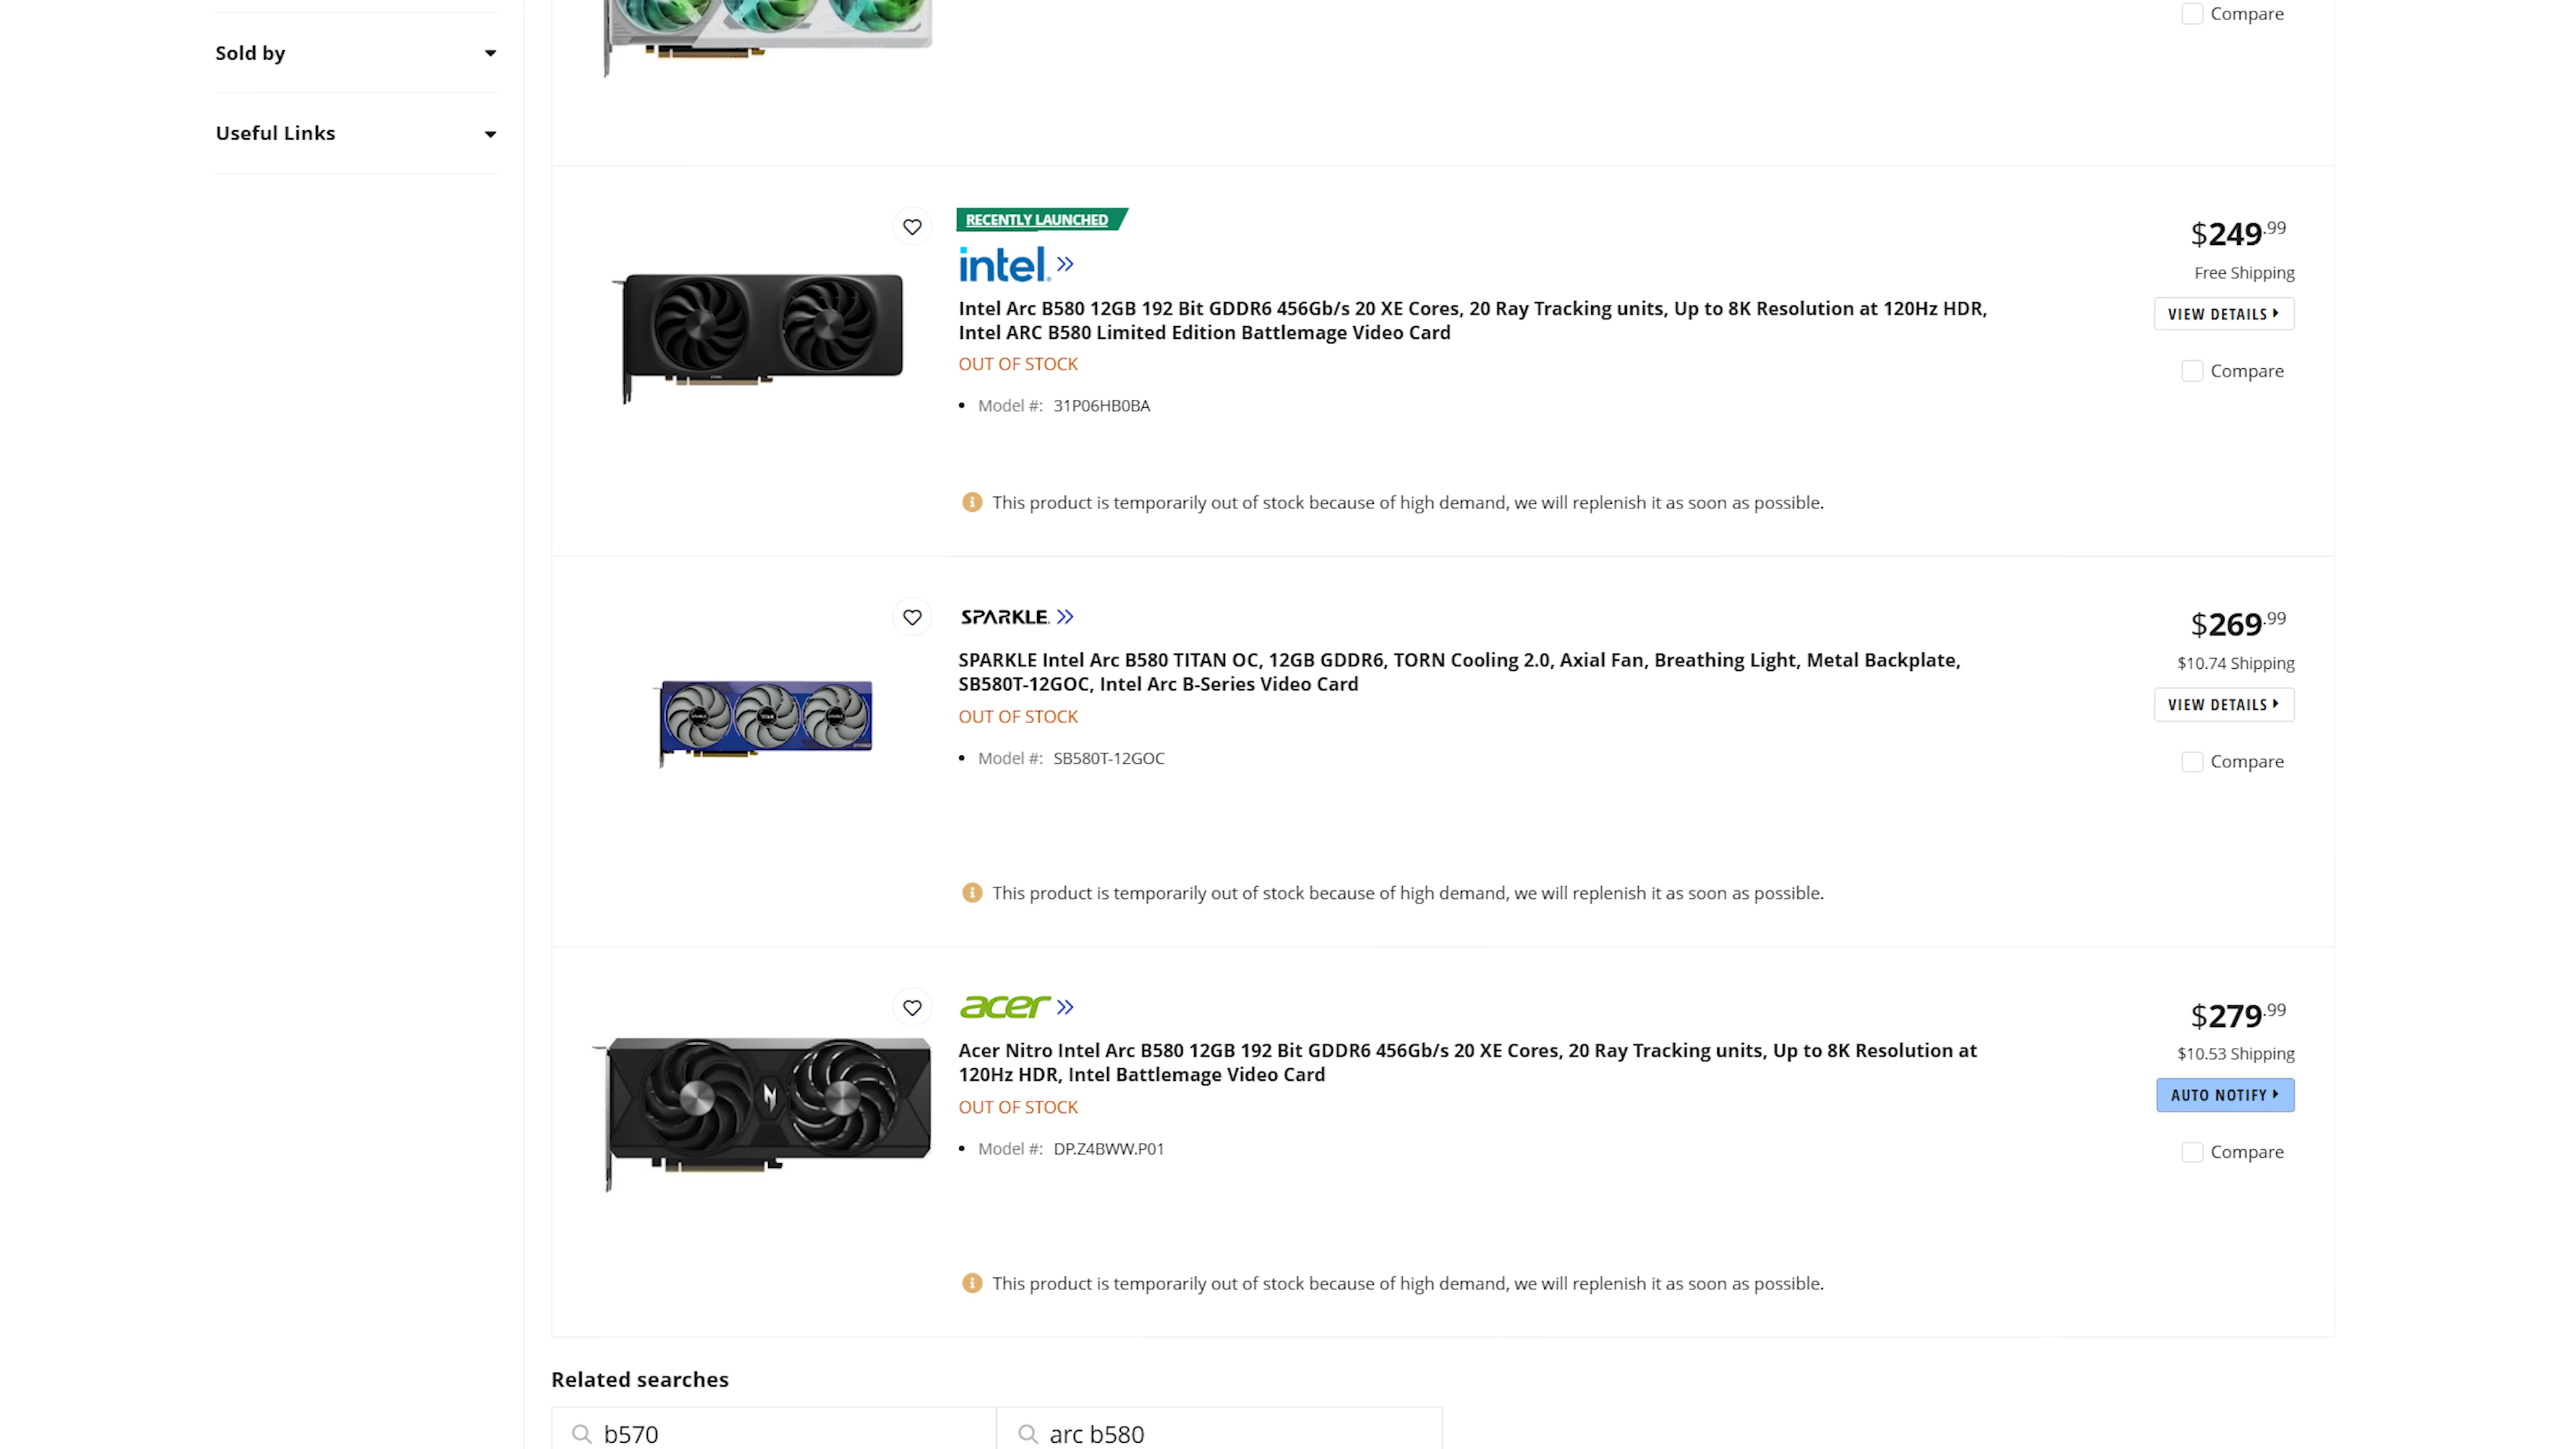 Compare
Sold by
Useful Links
RECENTLY LAUNCHED
intel
Intel Arc B580 12GB 192 Bit GDDR6 456Gb/s 20 XE Cores, 20 Ray Tracking units, Up to 8K Resolution at 120Hz HDR,
Intel ARC B580 Limited Edition Battlemage Video Card
OUT OF STOCK
Model #: 31P06HB0BA
This product is temporarily out of stock because of high demand, we will replenish it as soon as possible.
$249.99
Free Shipping
VIEW DETAILS
Compare
SPARKLE
SPARKLE Intel Arc B580 TITAN OC, 12GB GDDR6, TORN Cooling 2.0, Axial Fan, Breathing Light, Metal Backplate,
SB580T-12GOC, Intel Arc B-Series Video Card
OUT OF STOCK
Model #: SB580T-12GOC
This product is temporarily out of stock because of high demand, we will replenish it as soon as possible.
$269.99
$10.74 Shipping
VIEW DETAILS
Compare
acer
Acer Nitro Intel Arc B580 12GB 192 Bit GDDR6 456Gb/s 20 XE Cores, 20 Ray Tracking units, Up to 8K Resolution at
120Hz HDR, Intel Battlemage Video Card
OUT OF STOCK
Model #: DP.Z4BWW.P01
This product is temporarily out of stock because of high demand, we will replenish it as soon as possible.
$279.99
$10.53 Shipping
AUTO NOTIFY
Compare
Related searches
b570
arc b580